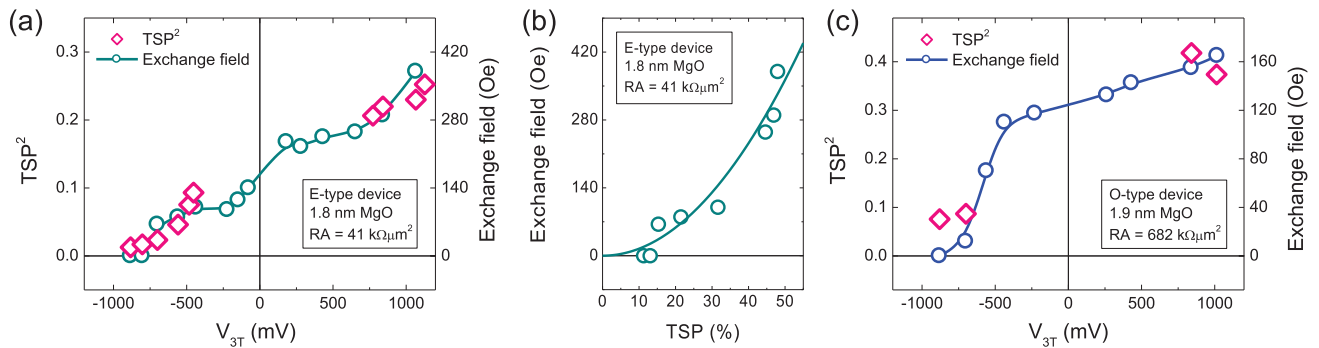 (a)
TSP²
Exchange field
0.3
0.2
0.1
0.0
TSP²
420
280
140
0
Exchange field (Oe)
E-type device
1.8 nm MgO
RA = 41 kΩμm²
-1000
-500
0
500
1000
V3T (mV)
(b)
Exchange field (Oe)
420
280
140
0
E-type device
1.8 nm MgO
RA = 41 kΩμm²
0
10
20
30
40
50
TSP (%)
(c)
TSP²
Exchange field
0.4
0.3
0.2
0.1
0.0
TSP²
160
120
80
40
0
Exchange field (Oe)
O-type device
1.9 nm MgO
RA = 682 kΩμm²
-1000
-500
0
500
1000
V3T (mV)